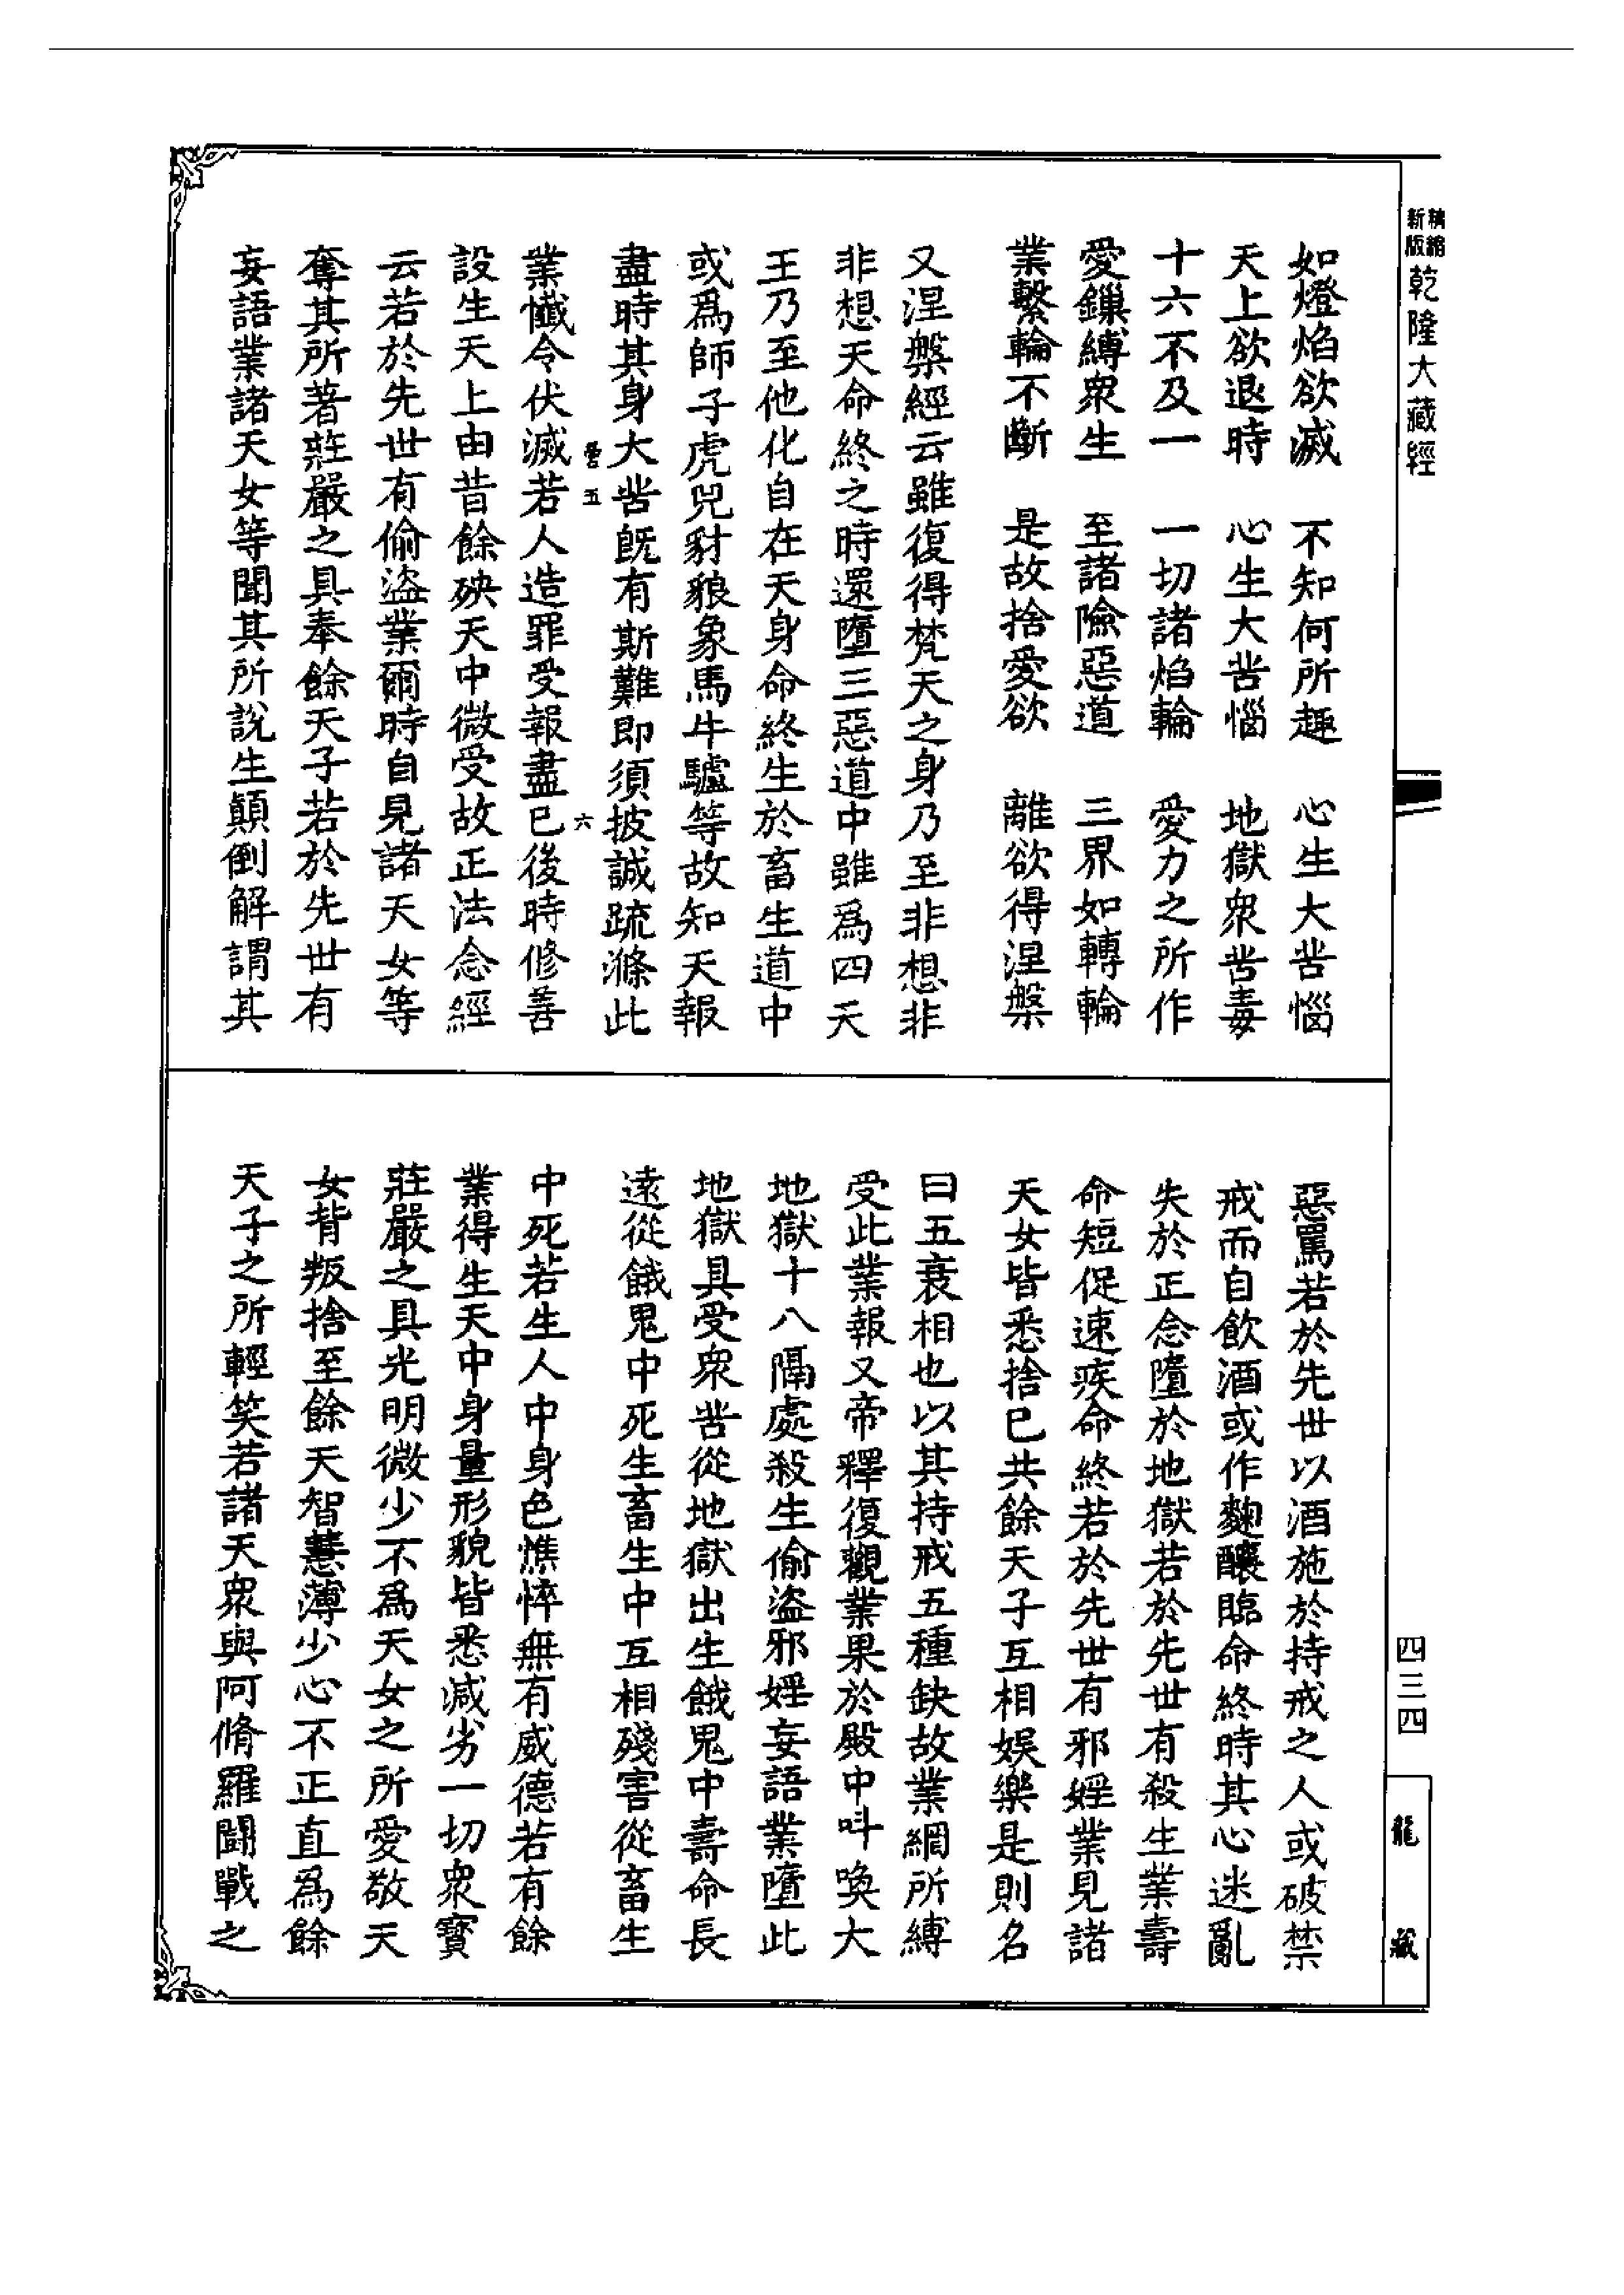 精縮新版乾隆大藏經
如燈焰欲滅　不知何所趣　心生大苦惱
天上欲退時　心生大苦惱　地獄衆苦毒
十六不及一　一切諸焰輪　愛力之所作
愛鏁縛衆生　至諸險惡道　三界如轉輪
業繫輪不斷　是故捨愛欲　離欲得涅槃
又涅槃經云雖復得梵天之身乃至非想非
非想天命終之時還墮三惡道中雖爲四天
王乃至他化自在天身命終生於畜生道中
或爲師子虎兕豺狼象馬牛驢等故知天報
盡時其身大苦旣有斯難即須披誠疏滌此
營五　六
業懺令伏滅若人造罪受報盡已後時修善
設生天上由昔餘殃天中微受故正法念經
云若於先世有偷盜業爾時自見諸天女等
奪其所著莊嚴之具奉餘天子若於先世有
妄語業諸天女等聞其所說生顛倒解謂其
惡罵若於先世以酒施於持戒之人或破禁
戒而自飲酒或作麴釀臨命終時其心迷亂
失於正念墮於地獄若於先世有殺生業壽
命短促速疾命終若於先世有邪婬業見諸
天女皆悉捨已共餘天子互相娛樂是則名
曰五衰相也以其持戒五種缺故業網所縛
受此業報又帝釋復觀業果於殿中呌喚大
地獄十八隔處殺生偷盜邪婬妄語業墮此
地獄具受衆苦從地獄出生餓鬼中壽命長
遠從餓鬼中死生畜生中互相殘害從畜生
中死若生人中身色憔悴無有威德若有餘
業得生天中身量形貌皆悉減劣一切衆寶
莊嚴之具光明微少不爲天女之所愛敬天
女背叛捨至餘天智慧薄少心不正直爲餘
天子之所輕笑若諸天衆與阿脩羅鬪戰之
四三四
龍藏